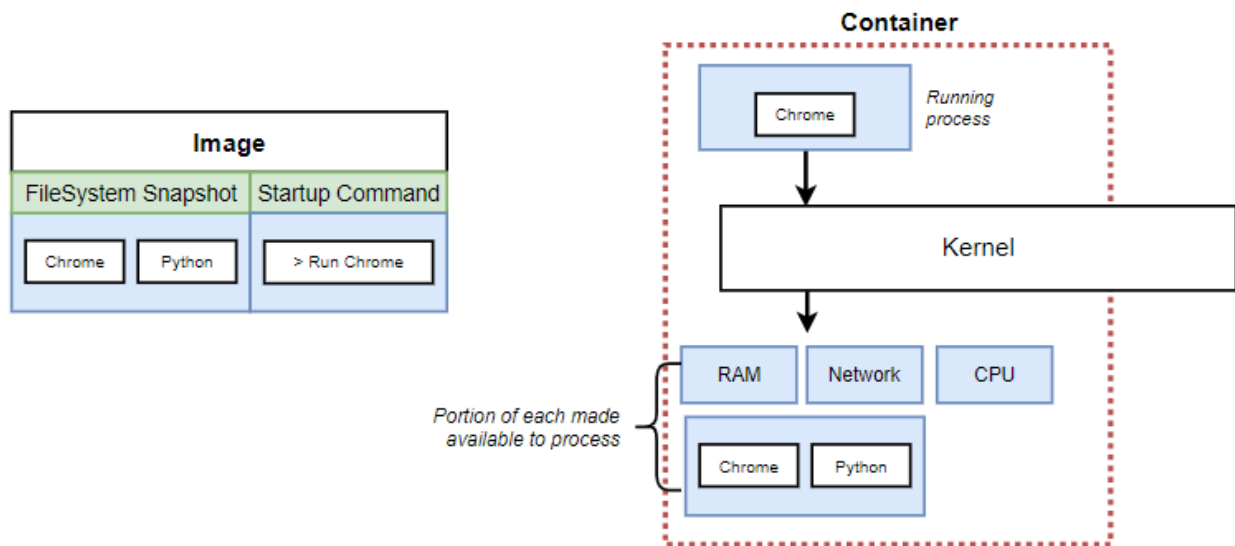 Container
Chrome
Running
process
Image
FileSystem Snapshot
Startup Command
Chrome
Python
> Run Chrome
Kernel
RAM
Network
CPU
Portion of each made
available to process
Chrome
Python